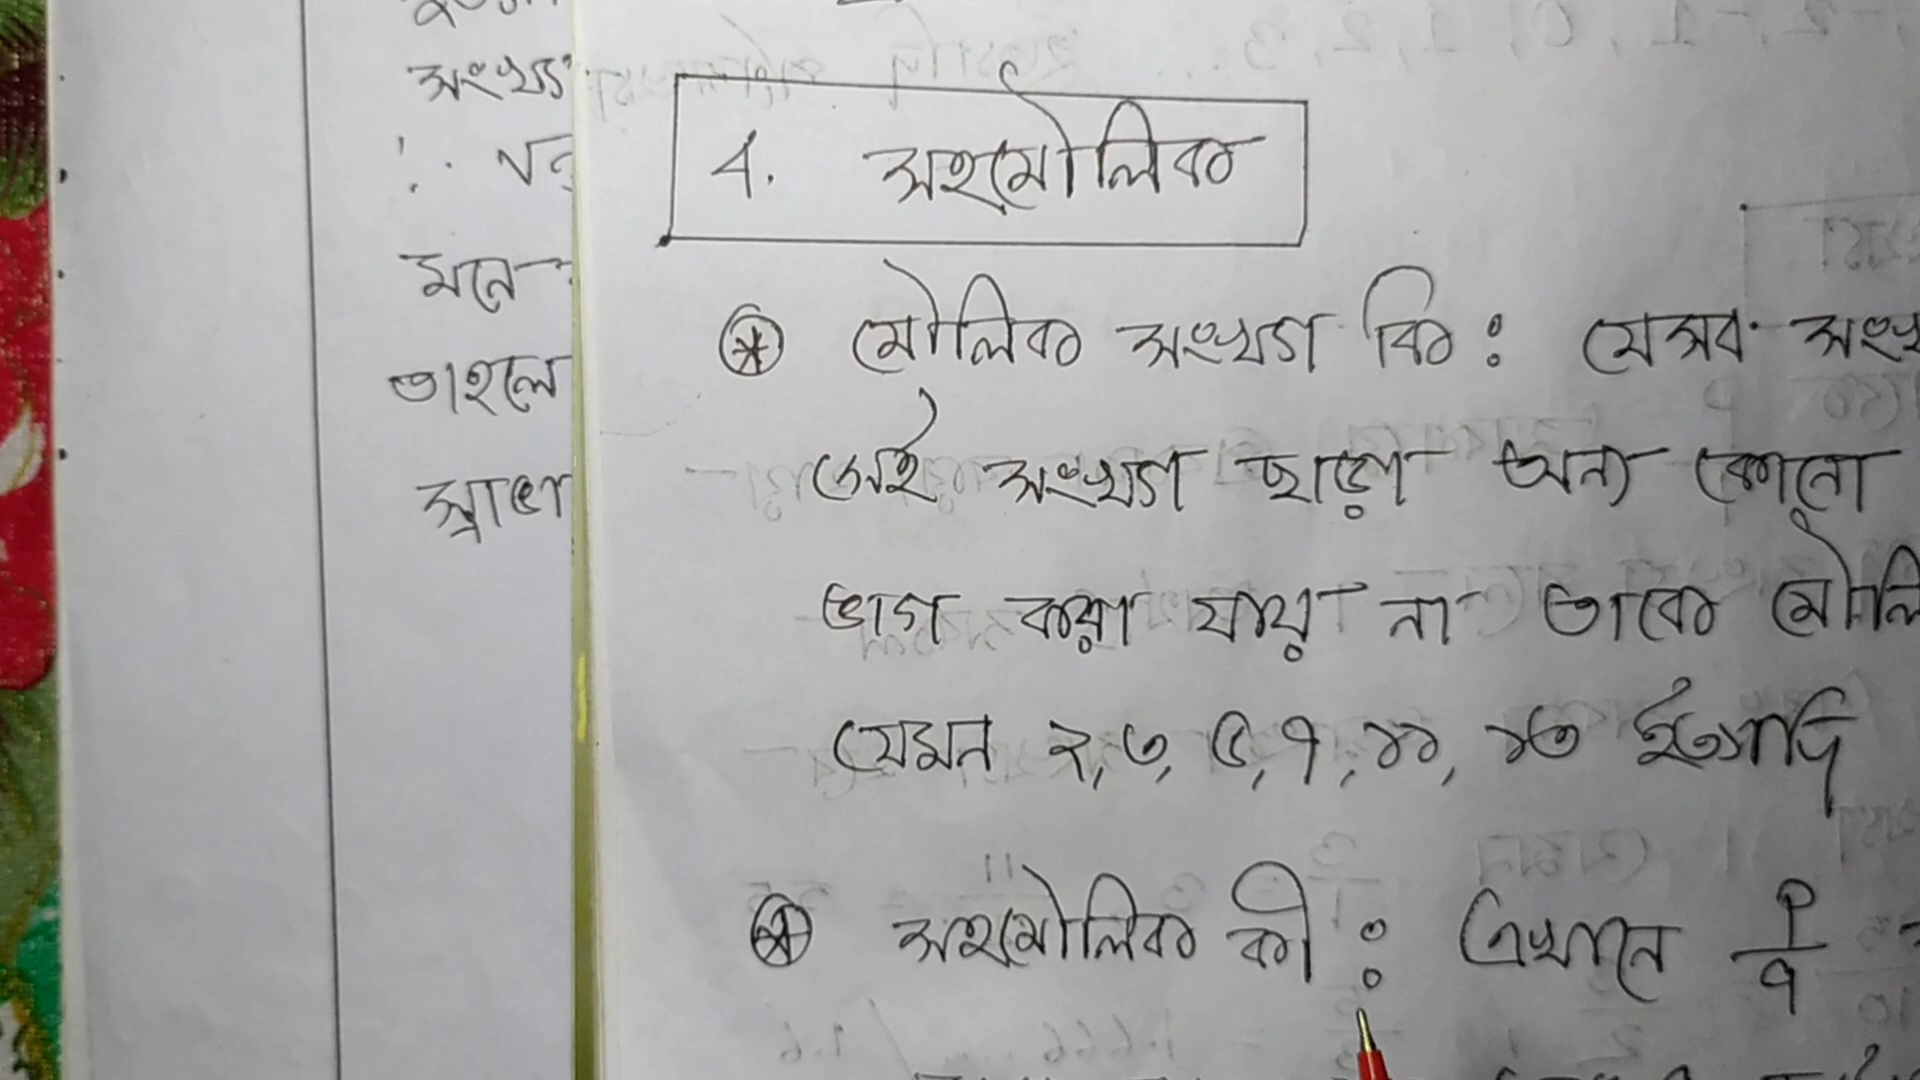 সংখ্যা
মনে
তাহলে
4. সহমৌলিক
মৌলিক সংখ্যা কি : যেসব সংখ্
সেই সংখ্যা ছাড়া অন্য কোনো
ভাগ করা যায় না তাকে মৌলি
যেমন ২, ৩, ৫, ৭, ১১, ১৩ ইত্যাদি
সহমৌলিক কী : এখানে p/q